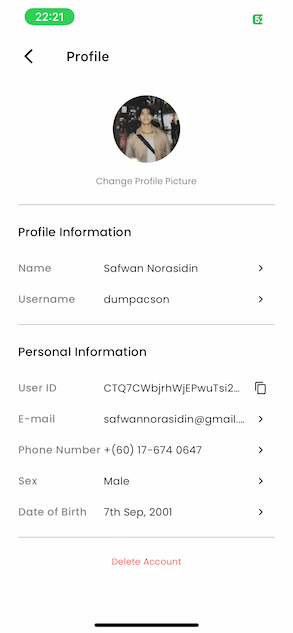 22:21
Profile
Change Profile Picture
Profile Information
Name Safwan Norasidin
Username dumpacson
Personal Information
User ID CTQ7CWbjrhWjEPwuTsi2...
E-mail safwannorasidin@gmail....
Phone Number +(60) 17-674 0647
Sex Male
Date of Birth 7th Sep, 2001
Delete Account